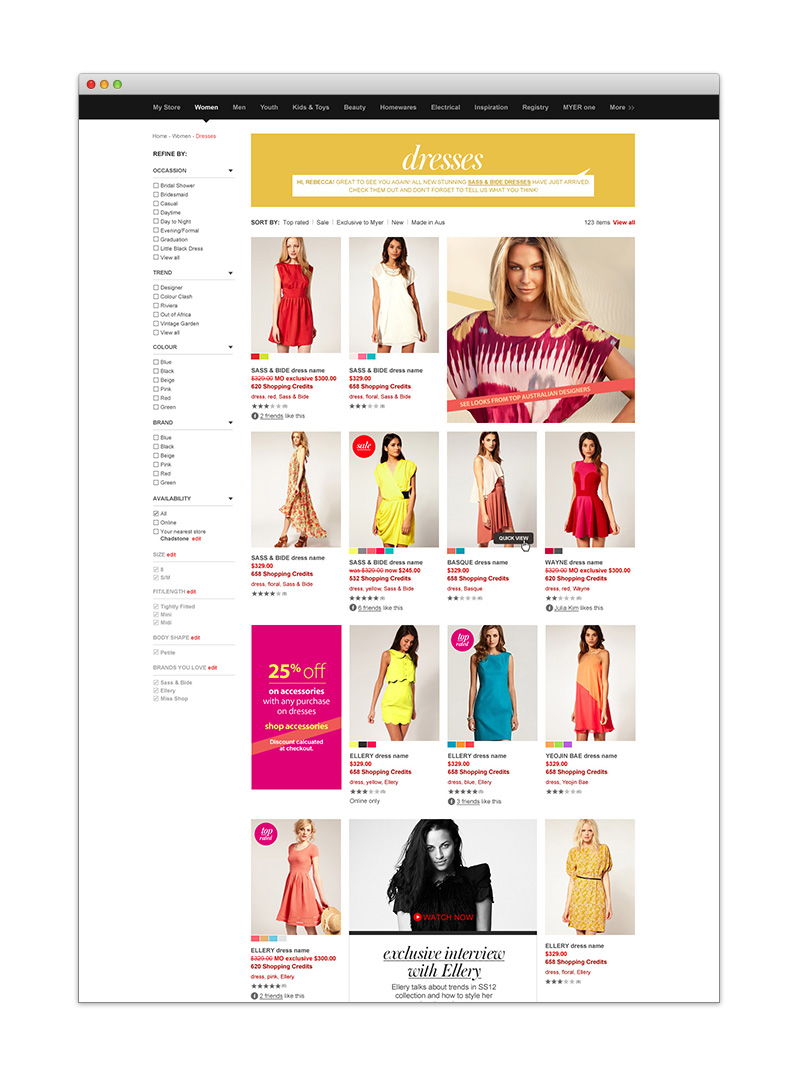 My Store Women Men Youth Kids & Toys Beauty Homewares Electrical Inspiration Registry MYER one More >>
Home - Women - Dresses
REFINE BY:
OCCASSION
Bridal Shower
Bridesmaid
Casual
Daytime
Day to Night
Evening/Formal
Graduation
Little Black Dress
View all
TREND
Designer
Colour Clash
Riviera
Out of Africa
Vintage Garden
View all
COLOUR
Blue
Black
Beige
Pink
Red
Green
BRAND
Blue
Black
Beige
Pink
Red
Green
AVAILABILITY
All
Online
Your nearest store
Chadstone edit
SIZE edit
8
S/M
FIT/LENGTH edit
Tightly Fitted
Mini
Midi
BODY SHAPE edit
Petite
BRANDS YOU LOVE edit
Sass & Bide
Ellery
Miss Shop
dresses
HI, REBECCA! GREAT TO SEE YOU AGAIN! ALL NEW STUNNING SASS & BIDE DRESSES HAVE JUST ARRIVED.
CHECK THEM OUT AND DON'T FORGET TO TELL US WHAT YOU THINK!
SORT BY: Top rated | Sale | Exclusive to Myer | New | Made in Aus
123 items View all
SASS & BIDE dress name
$329.00 MO exclusive $300.00
620 Shopping Credits
dress, red, Sass & Bide
2 friends like this
SASS & BIDE dress name
$329.00
658 Shopping Credits
dress, floral, Sass & Bide
SEE LOOKS FROM TOP AUSTRALIAN DESIGNERS
SASS & BIDE dress name
$329.00
658 Shopping Credits
dress, floral, Sass & Bide
sale
SASS & BIDE dress name
was $329.00 now $245.00
532 Shopping Credits
dress, yellow, Sass & Bide
6 friends like this
QUICK VIEW
BASQUE dress name
$329.00
658 Shopping Credits
dress, Basque
WAYNE dress name
$329.00 MO exclusive $300.00
620 Shopping Credits
dress, red, Wayne
Julia Kim likes this
25% off
on accessories
with any purchase
on dresses
shop accessories
Discount calcuated
at checkout.
ELLERY dress name
$329.00
658 Shopping Credits
dress, yellow, Ellery
Online only
top
rated
ELLERY dress name
$329.00
658 Shopping Credits
dress, blue, Ellery
3 friends like this
YEOJIN BAE dress name
$329.00
658 Shopping Credits
dress, Yeojin Bae
top
rated
ELLERY dress name
$329.00 MO exclusive $300.00
620 Shopping Credits
dress, pink, Ellery
2 friends like this
WATCH NOW
exclusive interview
with Ellery
Ellery talks about trends in SS12
collection and how to style her
ELLERY dress name
$329.00
658 Shopping Credits
dress, floral, Ellery